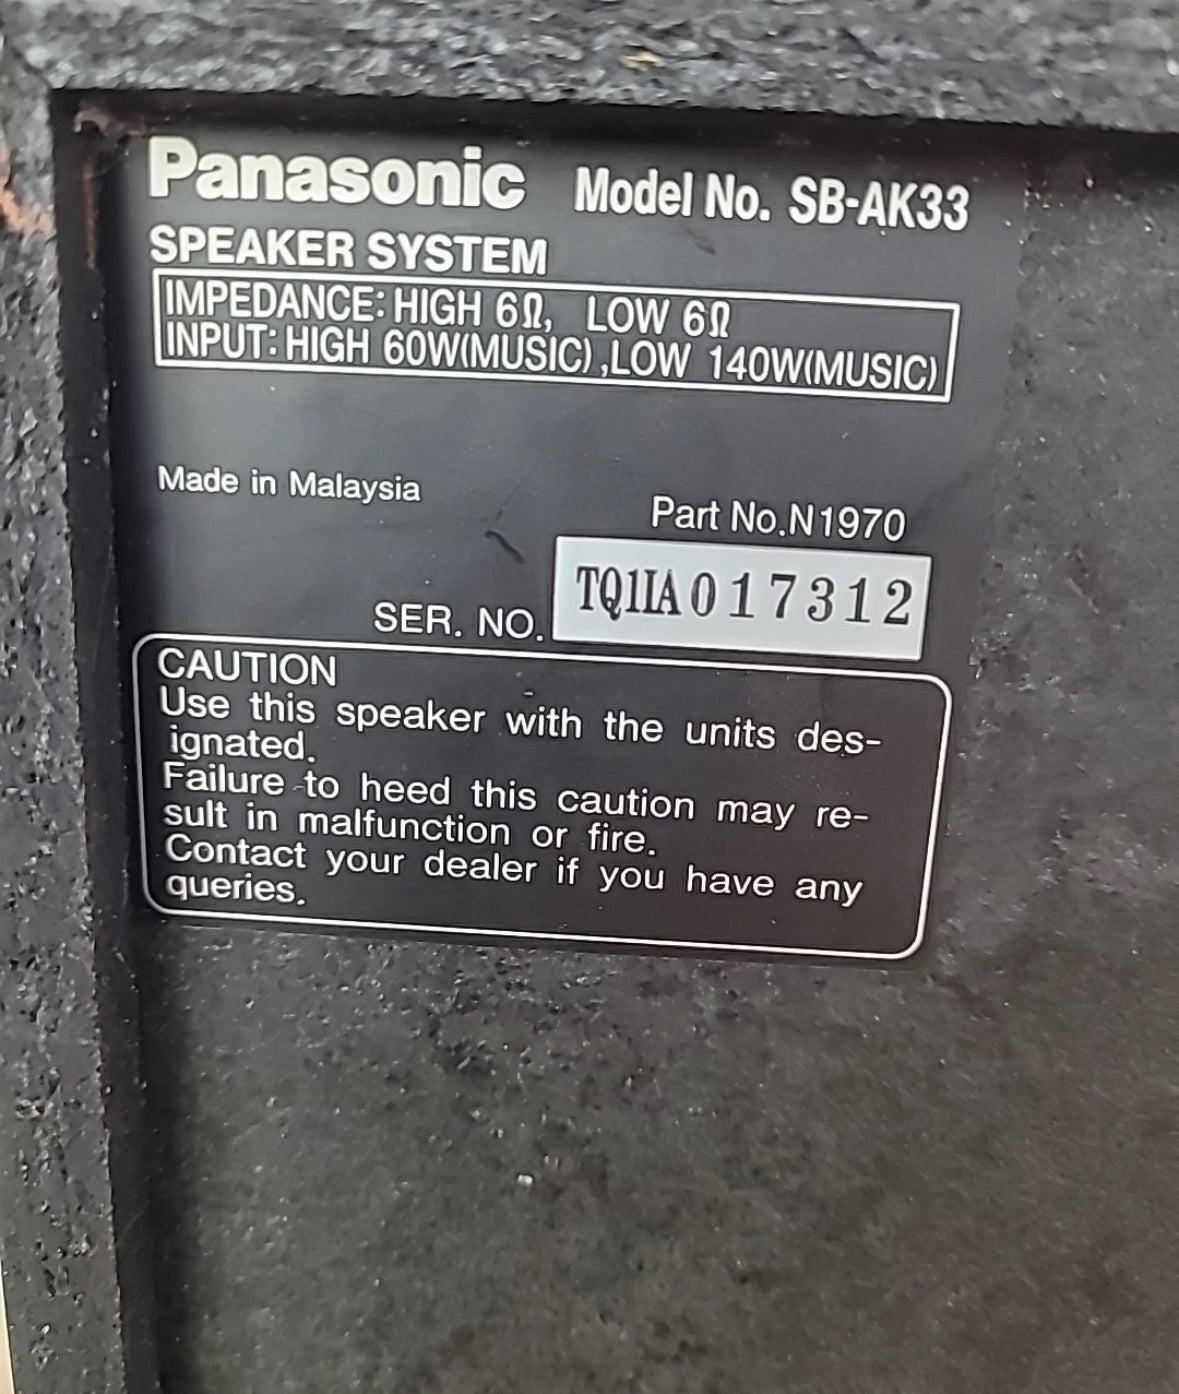 Panasonic Model No. SB-AK33
SPEAKER SYSTEM
IMPEDANCE: HIGH 6Ω, LOW 6Ω
INPUT: HIGH 60W(MUSIC),LOW 140W(MUSIC)
Made in Malaysia
Part No.N1970
SER. NO. TQ1IA017312
CAUTION
Use this speaker with the units des-
ignated.
Failure to heed this caution may re-
sult in malfunction or fire.
Contact your dealer if you have any
queries.